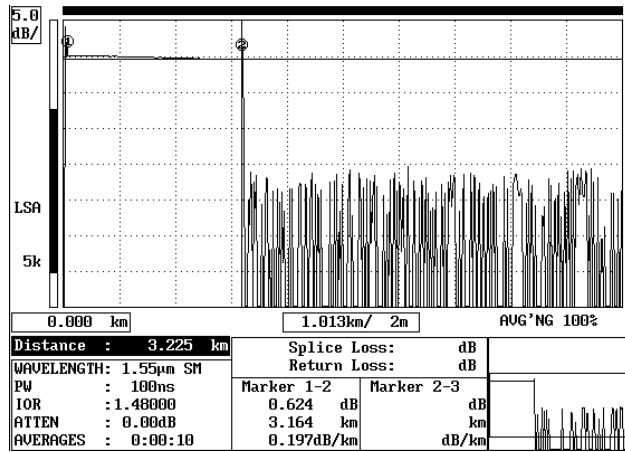 5.0
dB/
1
2
LSA
5k
0.000 km
1.013km/ 2m
AVG'NG 100%
Distance : 3.225 km
WAVELENGTH: 1.55µm SM
PW : 100ns
IOR :1.48000
ATTEN : 0.00dB
AVERAGES : 0:00:10
Splice Loss: dB
Return Loss: dB
Marker 1-2 Marker 2-3
0.624 dB dB
3.164 km km
0.197dB/km dB/km